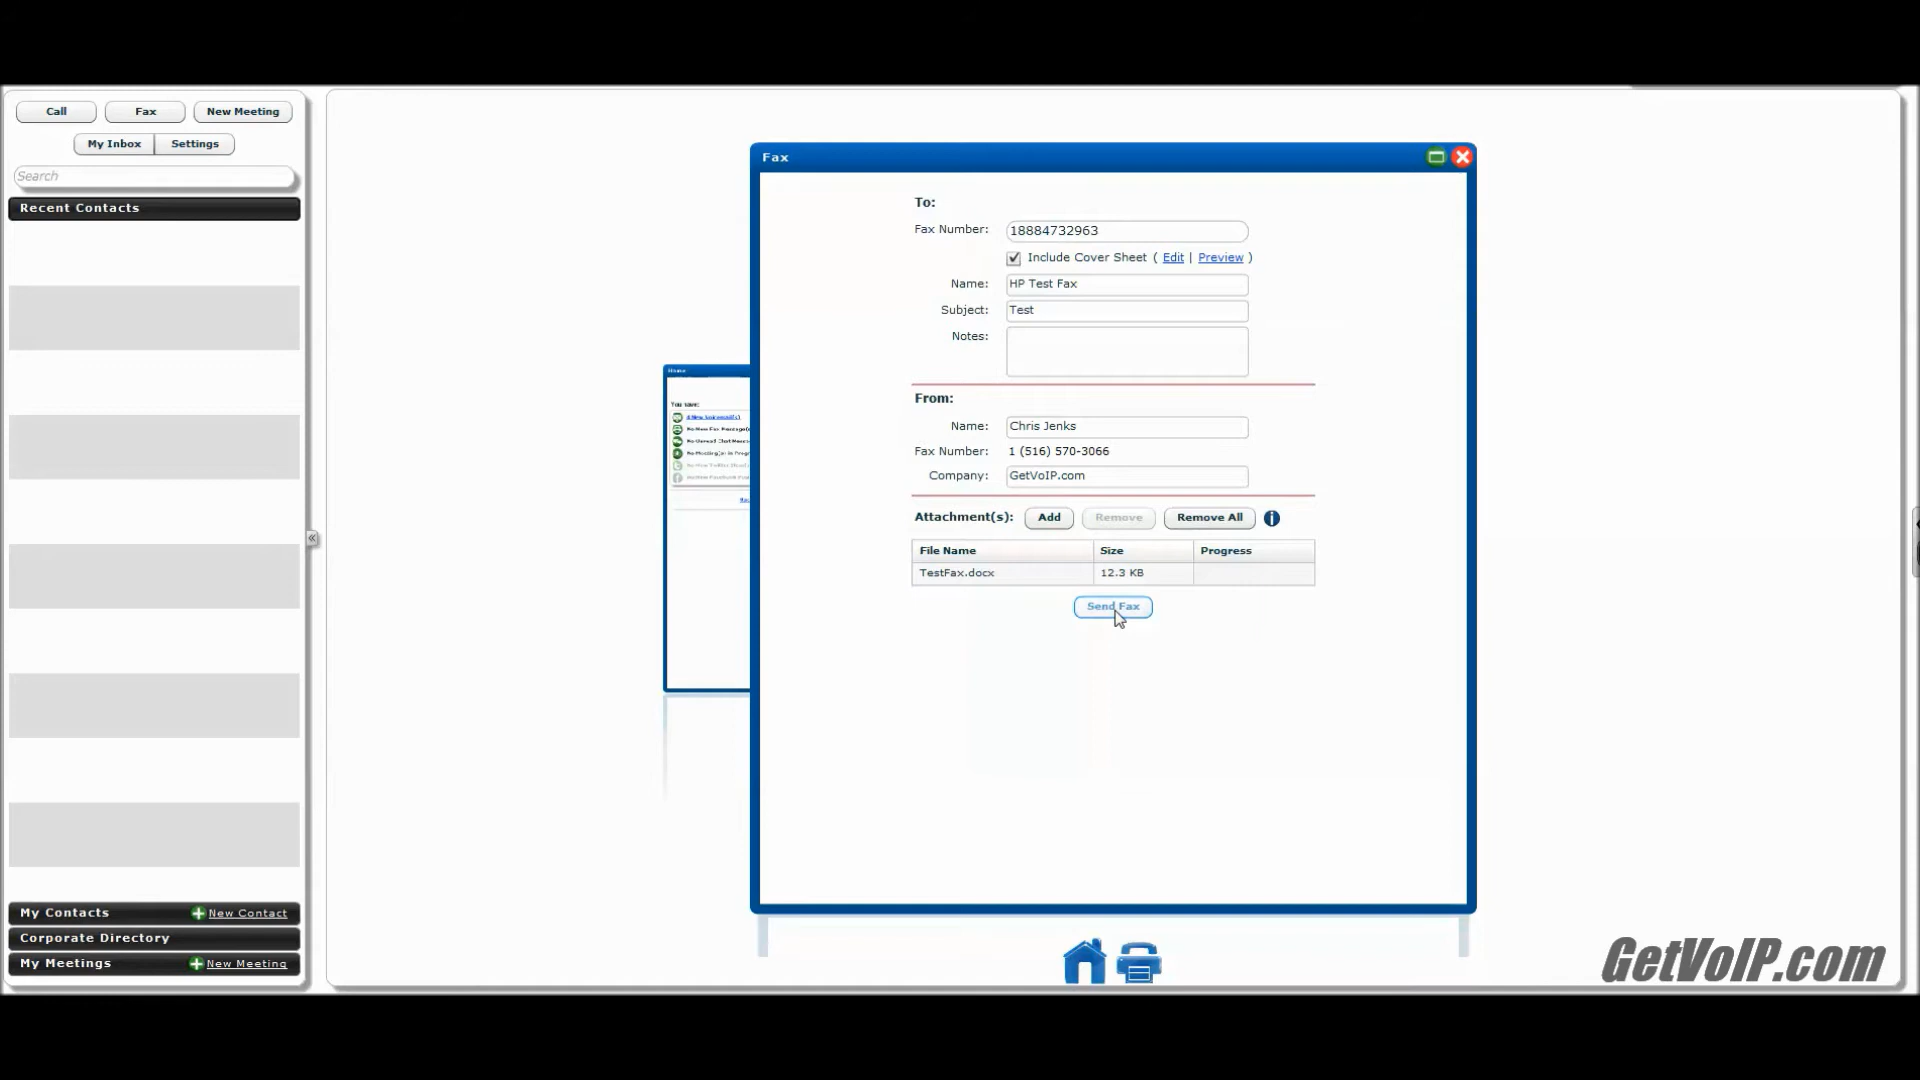 Call
Fax
New Meeting
My Inbox
Settings
Search
Recent Contacts
My Contacts
New Contact
Corporate Directory
My Meetings
New Meeting
Home
You have:
Fax
To:
Fax Number: 18884732963
Include Cover Sheet ( Edit | Preview )
Name: HP Test Fax
Subject: Test
Notes:
From:
Name: Chris Jenks
Fax Number: 1 (516) 570-3066
Company: GetVoIP.com
Attachment(s): Add Remove Remove All
File Name Size Progress
TestFax.docx 12.3 KB
Send Fax
GetVoIP.com